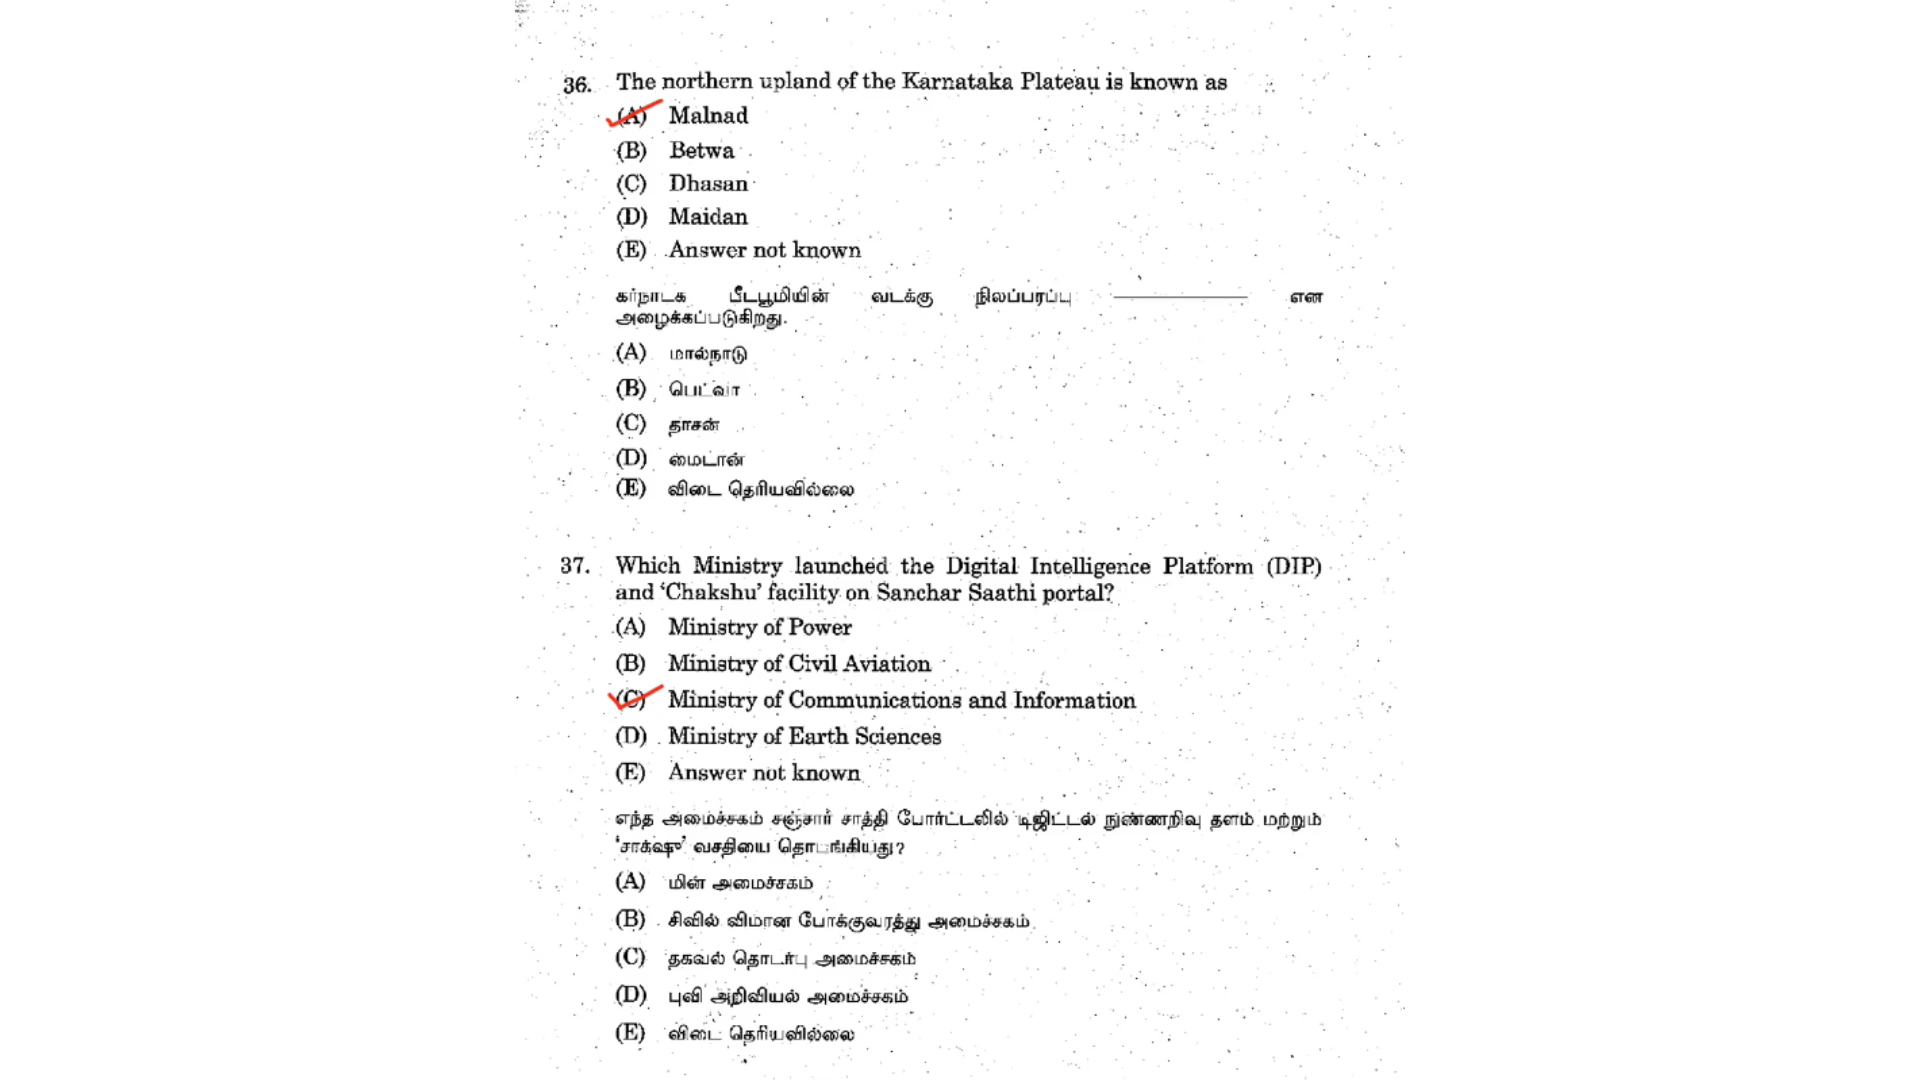 36. The northern upland of the Karnataka Plateau is known as
(A) Malnad
(B) Betwa
(C) Dhasan
(D) Maidan
(E) Answer not known
கர்நாடக பீடபூமியின் வடக்கு நிலப்பரப்பு ———— என
அழைக்கப்படுகிறது.
(A) மால்நாடு
(B) பெட்வா
(C) தாசன்
(D) மைடான்
(E) விடை தெரியவில்லை
37. Which Ministry launched the Digital Intelligence Platform (DIP)
and ‘Chakshu’ facility on Sanchar Saathi portal?
(A) Ministry of Power
(B) Ministry of Civil Aviation
(C) Ministry of Communications and Information
(D) Ministry of Earth Sciences
(E) Answer not known
எந்த அமைச்சகம் சஞ்சார் சாத்தி போர்ட்டலில் டிஜிட்டல் நுண்ணறிவு தளம் மற்றும்
‘சாக்ஷு’ வசதியை தொடங்கியது?
(A) மின் அமைச்சகம்
(B) சிவில் விமான போக்குவரத்து அமைச்சகம்
(C) தகவல் தொடர்பு அமைச்சகம்
(D) புவி அறிவியல் அமைச்சகம்
(E) விடை தெரியவில்லை